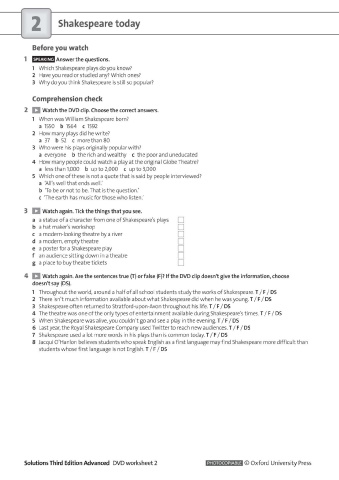 2 Shakespeare today
Before you watch
1 SPEAKING Answer the questions.
1 Which Shakespeare plays do you know?
2 Have you read or studied any? Which ones?
3 Why do you think Shakespeare is still so popular?
Comprehension check
2 Watch the DVD clip. Choose the correct answers.
1 When was William Shakespeare born?
a 1550 b 1564 c 1592
2 How many plays did he write?
a 37 b 52 c more than 80
3 Who were his plays originally popular with?
a everyone b the rich and wealthy c the poor and uneducated
4 How many people could watch a play at the original Globe Theatre?
a less than 1,000 b up to 2,000 c up to 3,000
5 Which one of these is not a quote that is said by people interviewed?
a 'All's well that ends well.'
b 'To be or not to be. That is the question.'
c 'The earth has music for those who listen.'
3 Watch again. Tick the things that you see.
a a statue of a character from one of Shakespeare's plays
b a hat maker's workshop
c a modern-looking theatre by a river
d a modern, empty theatre
e a poster for a Shakespeare play
f an audience sitting down in a theatre
g a place to buy theatre tickets
4 Watch again. Are the sentences true (T) or false (F)? If the DVD clip doesn't give the information, choose
doesn't say (DS).
1 Throughout the world, around a half of all school students study the works of Shakespeare. T / F / DS
2 There isn't much information available about what Shakespeare did when he was young. T / F / DS
3 Shakespeare often returned to Stratford-upon-Avon throughout his life. T / F / DS
4 The theatre was one of the only types of entertainment available during Shakespeare's times. T / F / DS
5 When Shakespeare was alive, you couldn't go and see a play in the evening. T / F / DS
6 Last year, the Royal Shakespeare Company used Twitter to reach new audiences. T / F / DS
7 Shakespeare used a lot more words in his plays than is common today. T / F / DS
8 Jacqui O'Hanlon believes students who speak English as a first language may find Shakespeare more difficult than
students whose first language is not English. T / F / DS
Solutions Third Edition Advanced DVD worksheet 2 PHOTOCOPIABLE © Oxford University Press